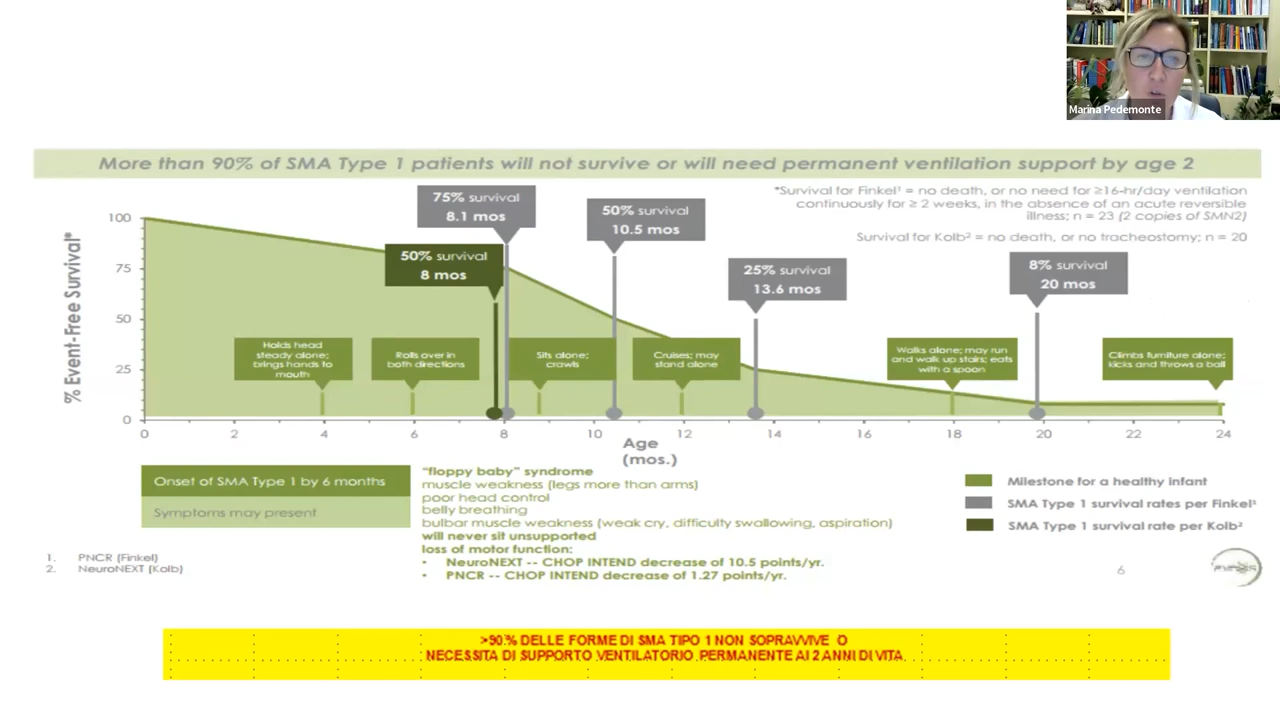 Marina Pedemonte
More than 90% of SMA Type 1 patients will not survive or will need permanent ventilation support by age 2
*Survival for Finkel¹ = no death, or no need for ≥16-hr/day ventilation
continuously for ≥ 2 weeks, in the absence of an acute reversible
illness; n = 23 (2 copies of SMN2)
Survival for Kolb² = no death, or no tracheostomy; n = 20
75% survival
8.1 mos
50% survival
10.5 mos
50% survival
8 mos
25% survival
13.6 mos
8% survival
20 mos
% Event-Free Survival*
100
75
50
25
0
Holds head
steady alone;
brings hands to
mouth
Rolls over in
both directions
Sits alone;
crawls
Cruises; may
stand alone
Walks alone; may run
and walk up stairs; eats
with a spoon
Climbs furniture alone;
kicks and throws a ball
0 2 4 6 8 10 12 14 16 18 20 22 24
Age
(mos.)
Onset of SMA Type 1 by 6 months
Symptoms may present
"floppy baby" syndrome
muscle weakness (legs more than arms)
poor head control
belly breathing
bulbar muscle weakness (weak cry, difficulty swallowing, aspiration)
will never sit unsupported
loss of motor function:
• NeuroNEXT -- CHOP INTEND decrease of 10.5 points/yr.
• PNCR -- CHOP INTEND decrease of 1.27 points/yr.
Milestone for a healthy infant
SMA Type 1 survival rates per Finkel¹
SMA Type 1 survival rate per Kolb²
1. PNCR (Finkel)
2. NeuroNEXT (Kolb)
6
>90% DELLE FORME DI SMA TIPO 1 NON SOPRAVVIVE O
NECESSITA DI SUPPORTO VENTILATORIO PERMANENTE AI 2 ANNI DI VITA